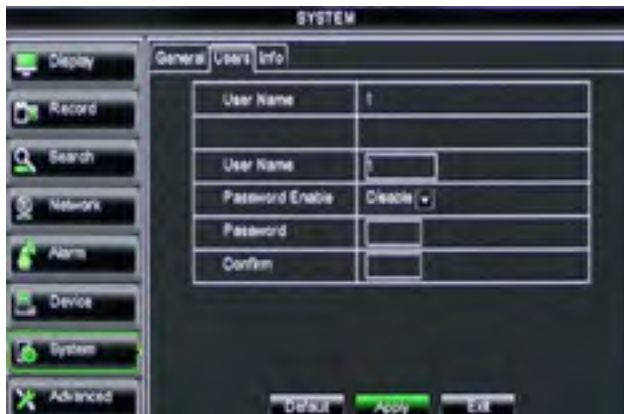 SYSTEM
Display
Record
Search
Network
Alarm
Device
System
Advanced
General Users Info
User Name 1
User Name 1
Password Enable Disable
Password
Confirm
Default Apply Exit